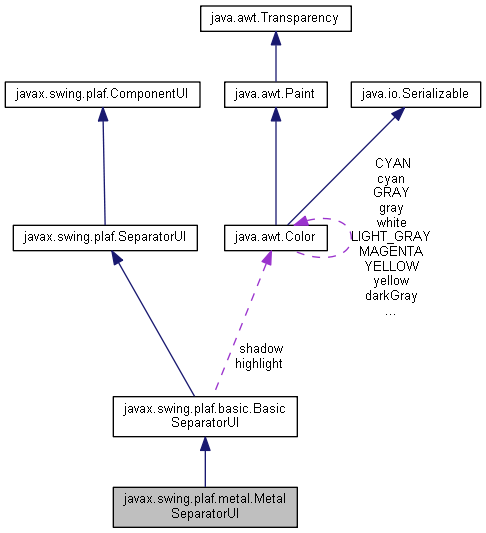 java.awt.Transparency
javax.swing.plaf.ComponentUI
java.awt.Paint
java.io.Serializable
CYAN
cyan
GRAY
gray
white
LIGHT_GRAY
MAGENTA
YELLOW
yellow
darkGray
...
javax.swing.plaf.SeparatorUI
java.awt.Color
shadow
highlight
javax.swing.plaf.basic.Basic
SeparatorUI
javax.swing.plaf.metal.Metal
SeparatorUI